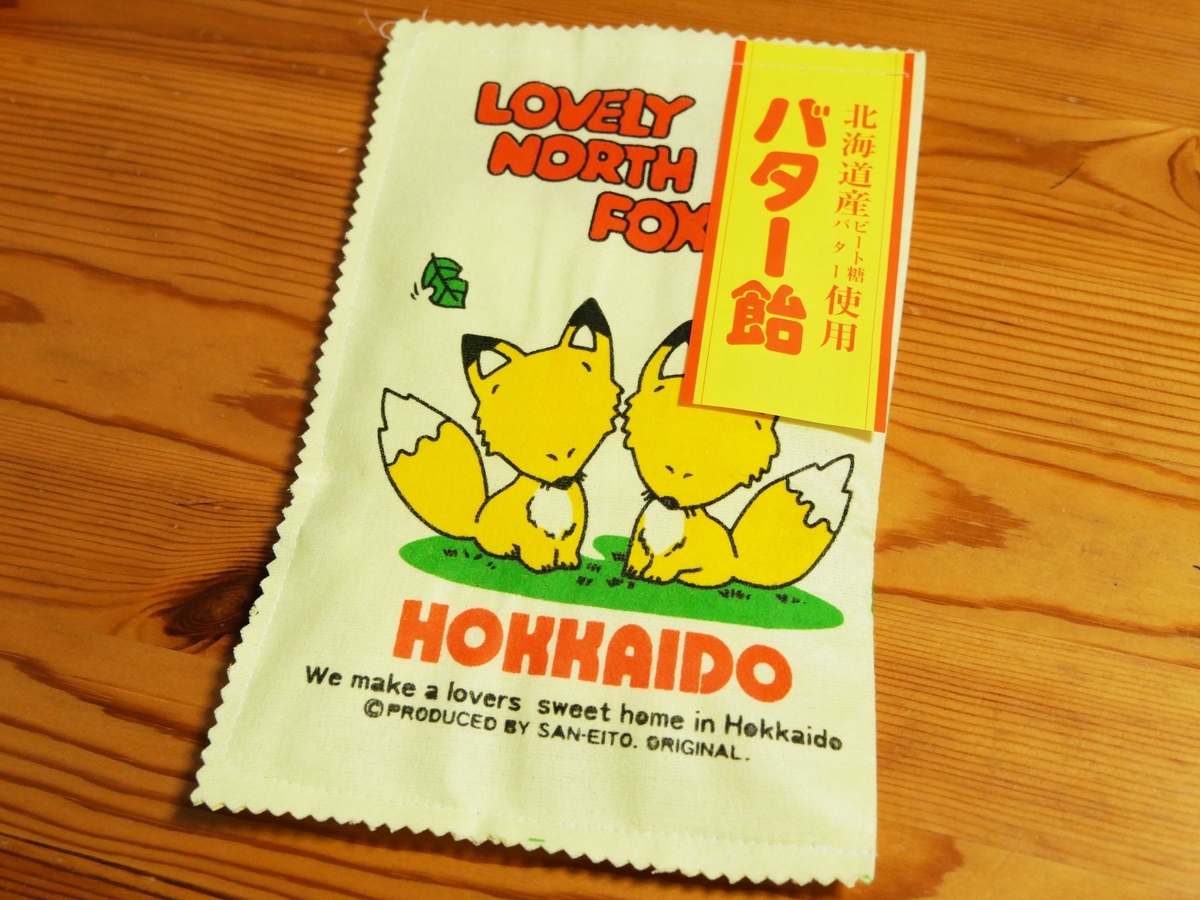 LOVELY
NORTH
FOX
北海道産ビート糖バター使用
バター飴
HOKKAIDO
We make a lovers sweet home in Hokkaido
©PRODUCED BY SAN-EITO. ORIGINAL.